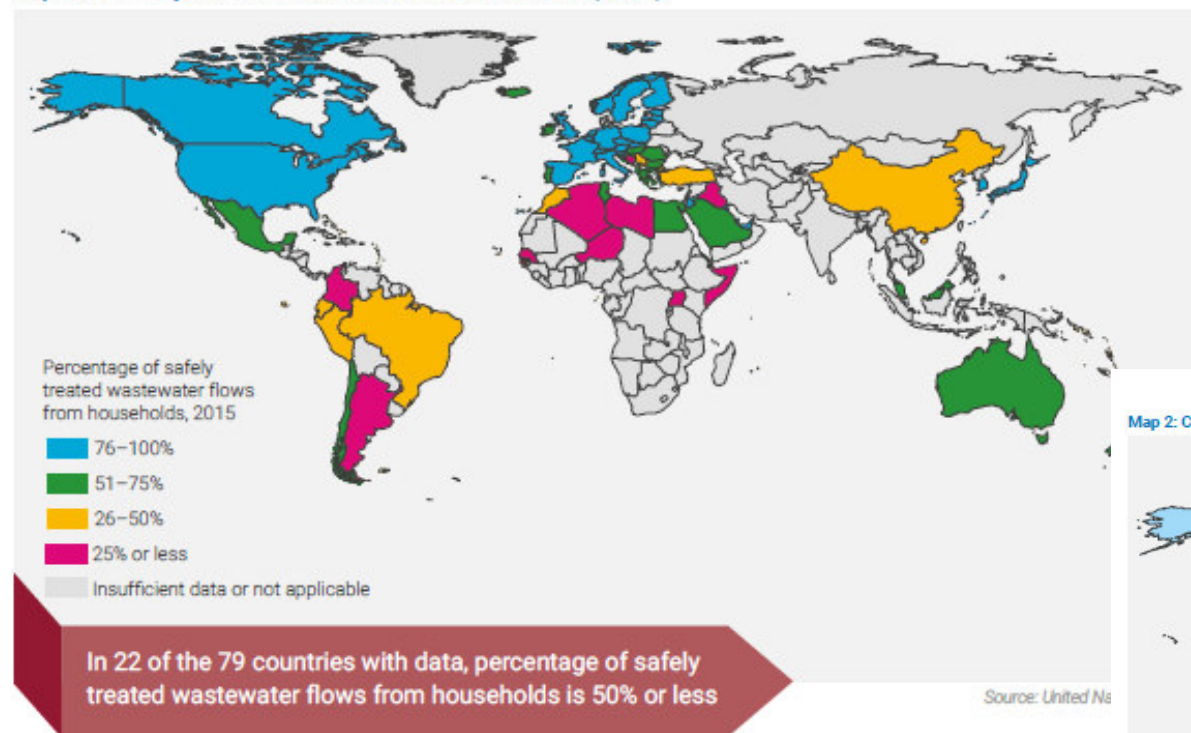 Percentage of safely
treated wastewater flows
from households, 2015
76–100%
51–75%
26–50%
25% or less
Insufficient data or not applicable
In 22 of the 79 countries with data, percentage of safely
treated wastewater flows from households is 50% or less
Source: United Na
Map 2: C